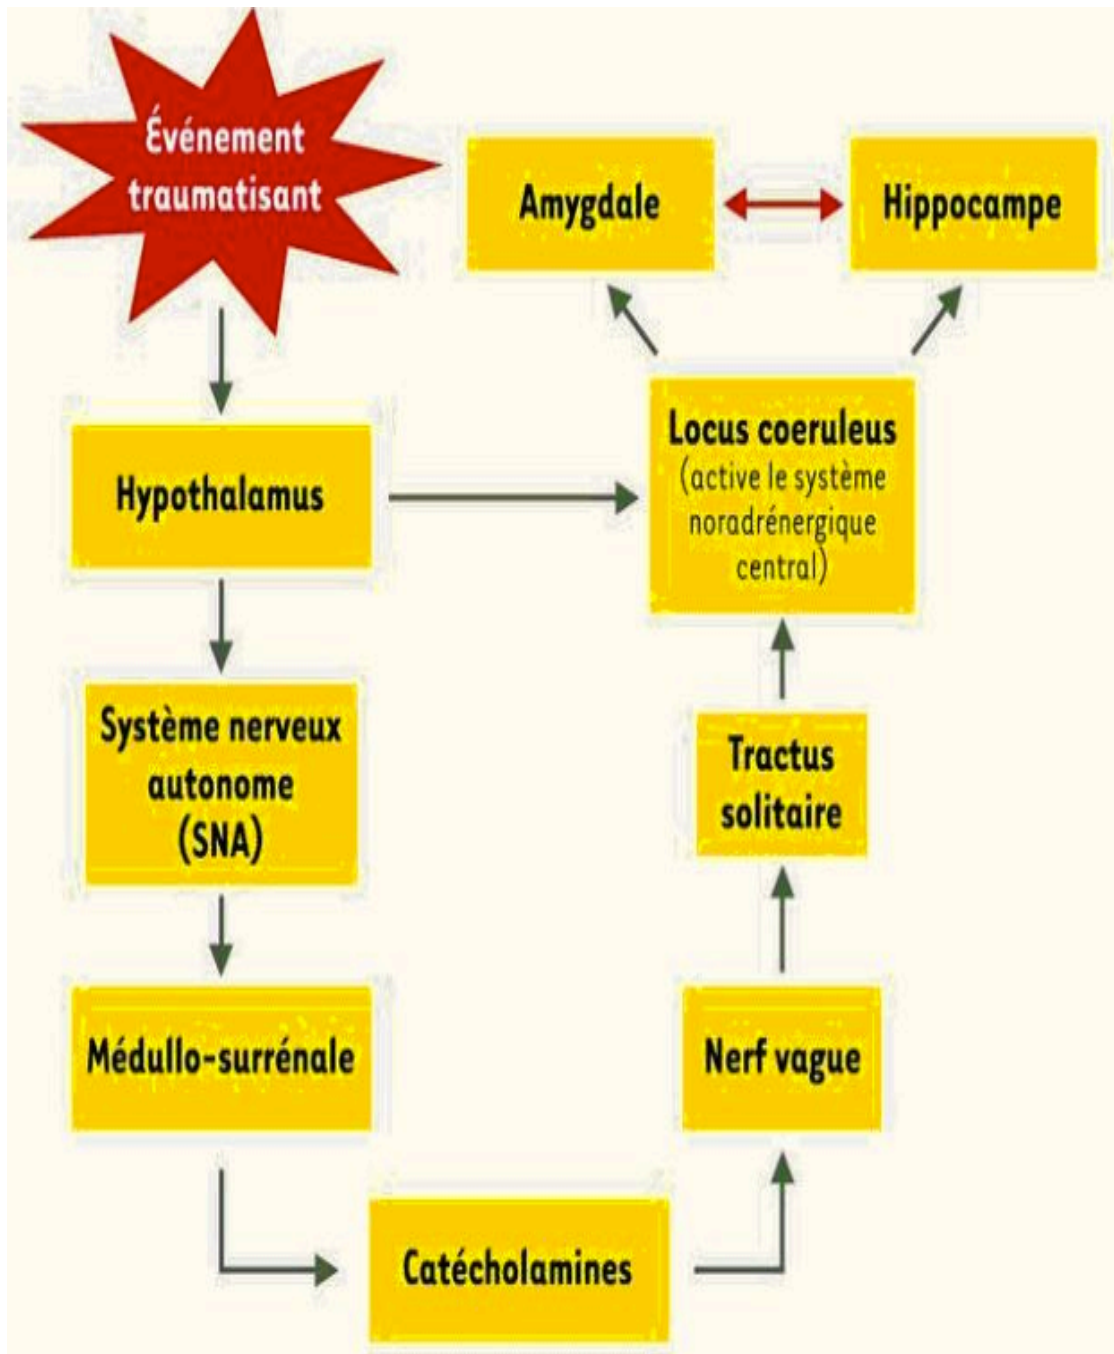 Événement
traumatisant
Amygdale
Hippocampe
Hypothalamus
Locus coeruleus
(active le système
noradrénergique
central)
Système nerveux
autonome
(SNA)
Tractus
solitaire
Médullo-surrénale
Nerf vague
Catécholamines